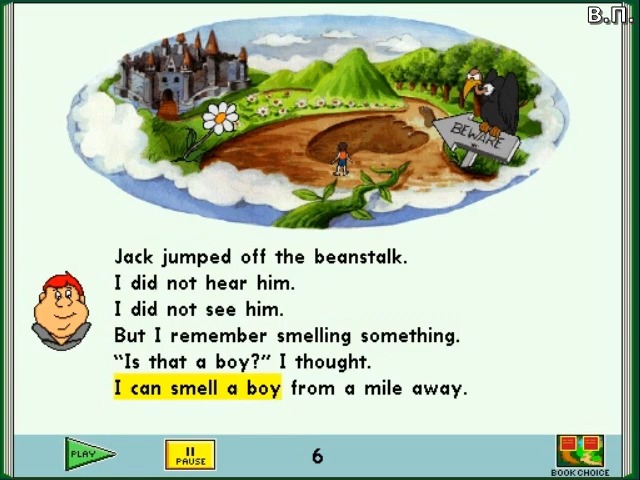 В.П.
BEWARE
Jack jumped off the beanstalk.
I did not hear him.
I did not see him.
But I remember smelling something.
“Is that a boy?” I thought.
I can smell a boy from a mile away.
PLAY
PAUSE
6
BOOK CHOICE